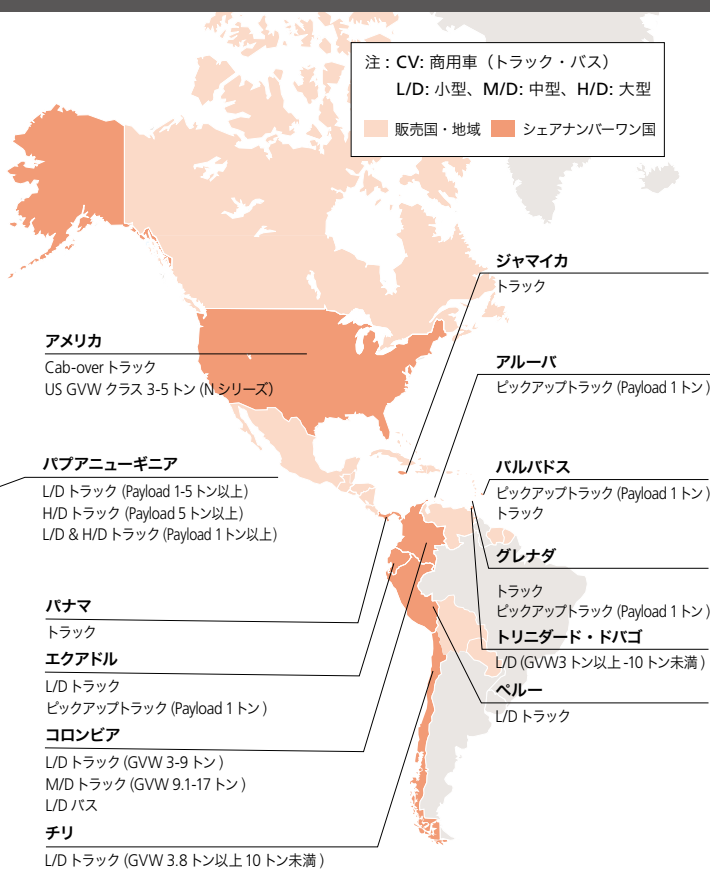 注 : CV: 商用車（トラック・バス）
L/D: 小型、M/D: 中型、H/D: 大型
販売国・地域 シェアナンバーワン国
ジャマイカ
トラック
アメリカ
Cab-over トラック
US GVW クラス 3-5 トン (N シリーズ)
アルーバ
ピックアップトラック (Payload 1 トン )
パプアニューギニア
L/D トラック (Payload 1-5 トン以上)
H/D トラック (Payload 5 トン以上)
L/D & H/D トラック (Payload 1 トン以上)
バルバドス
ピックアップトラック (Payload 1 トン )
トラック
グレナダ
トラック
ピックアップトラック (Payload 1 トン )
パナマ
トラック
トリニダード・ドバゴ
L/D (GVW3 トン以上 -10 トン未満 )
エクアドル
L/D トラック
ピックアップトラック (Payload 1 トン )
ペルー
L/D トラック
コロンビア
L/D トラック (GVW 3-9 トン )
M/D トラック (GVW 9.1-17 トン )
L/D バス
チリ
L/D トラック (GVW 3.8 トン以上 10 トン未満 )